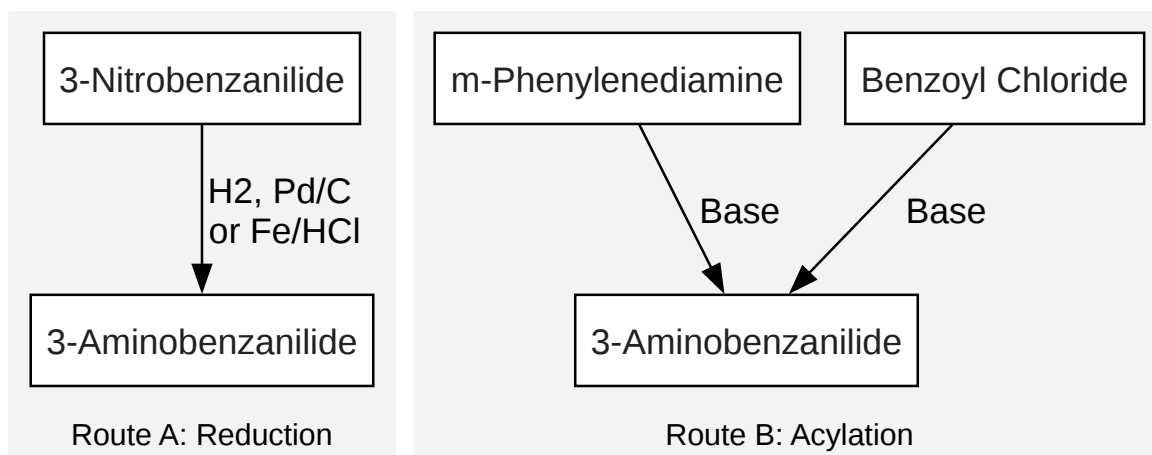 3-Nitrobenzanilide
H2, Pd/C
or Fe/HCl
3-Aminobenzanilide
Route A: Reduction
m-Phenylenediamine
Benzoyl Chloride
Base
Base
3-Aminobenzanilide
Route B: Acylation